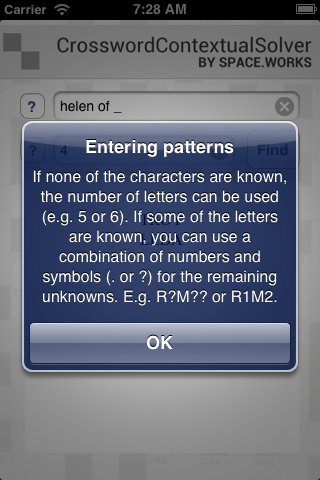 Carrier 7:28 AM
CrosswordContextualSolver
BY SPACE.WORKS
? helen of _
? 4 Find
Entering patterns
If none of the characters are known,
the number of letters can be used
(e.g. 5 or 6). If some of the letters
are known, you can use a
combination of numbers and
symbols (. or ?) for the remaining
unknowns. E.g. R?M?? or R1M2.
OK